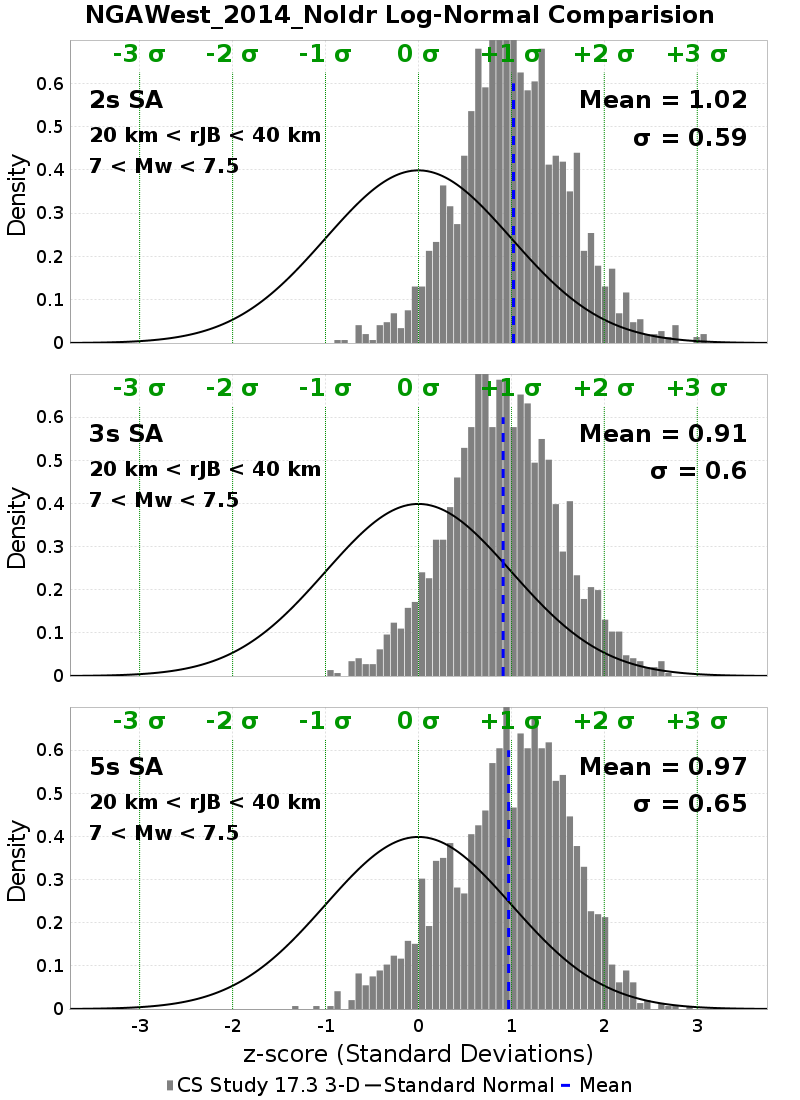 NGAWest_2014_NoIdr Log-Normal Comparision
-3 σ -2 σ -1 σ 0 σ +1 σ +2 σ +3 σ
2s SA
Mean = 1.02
20 km < rJB < 40 km
σ = 0.59
7 < Mw < 7.5
0.6
0.5
0.4
0.3
0.2
0.1
0
Density
-3 σ -2 σ -1 σ 0 σ +1 σ +2 σ +3 σ
3s SA
Mean = 0.91
20 km < rJB < 40 km
σ = 0.6
7 < Mw < 7.5
0.6
0.5
0.4
0.3
0.2
0.1
0
Density
-3 σ -2 σ -1 σ 0 σ +1 σ +2 σ +3 σ
5s SA
Mean = 0.97
20 km < rJB < 40 km
σ = 0.65
7 < Mw < 7.5
0.6
0.5
0.4
0.3
0.2
0.1
0
Density
-3 -2 -1 0 1 2 3
z-score (Standard Deviations)
CS Study 17.3 3-D Standard Normal Mean